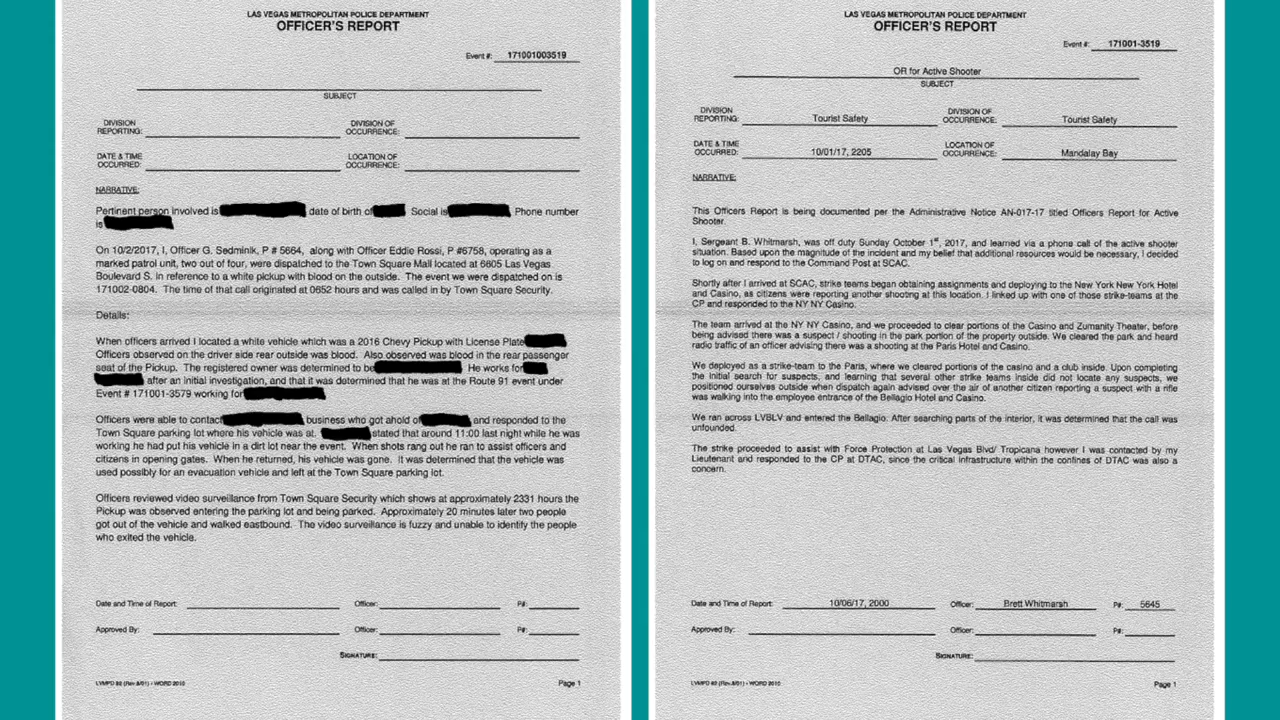 LAS VEGAS METROPOLITAN POLICE DEPARTMENT
OFFICER'S REPORT
Event #: 171001003519
SUBJECT
DIVISION REPORTING:
DIVISION OF OCCURRENCE:
DATE & TIME OCCURRED:
LOCATION OF OCCURRENCE:
NARRATIVE:
Pertinent person involved is date of birth of Social is Phone number
is
On 10/2/2017, I, Officer G. Sedminik, P # 5664, along with Officer Eddie Rossi, P #6758, operating as a
marked patrol unit, two out of four, were dispatched to the Town Square Mall located at 6605 Las Vegas
Boulevard S. In reference to a white pickup with blood on the outside. The event we were dispatched on is
171002-0804. The time of that call originated at 0652 hours and was called in by Town Square Security.
Details:
When officers arrived I located a white vehicle which was a 2016 Chevy Pickup with License Plate
Officers observed on the driver side rear outside was blood. Also observed was blood in the rear passenger
seat of the Pickup. The registered owner was determined to be He works for
after an initial investigation, and that it was determined that he was at the Route 91 event under
Event # 171001-3579 working for
Officers were able to contact business who got ahold of and responded to the
Town Square parking lot where his vehicle was at. stated that around 11:00 last night while he was
working he had put his vehicle in a dirt lot near the event. When shots rang out he ran to assist officers and
citizens in opening gates. When he returned, his vehicle was gone. It was determined that the vehicle was
used possibly for an evacuation vehicle and left at the Town Square parking lot.
Officers reviewed video surveillance from Town Square Security which shows at approximately 2331 hours the
Pickup was observed entering the parking lot and being parked. Approximately 20 minutes later two people
got out of the vehicle and walked eastbound. The video surveillance is fuzzy and unable to identify the people
who exited the vehicle.
Date and Time of Report: Officer: P#:
Approved By: Officer: P#:
SIGNATURE:
LVMPD 82 (Rev. 8/01) • WORD 2010 Page 1
LAS VEGAS METROPOLITAN POLICE DEPARTMENT
OFFICER'S REPORT
Event #: 171001-3519
OR for Active Shooter
SUBJECT
DIVISION REPORTING: Tourist Safety
DIVISION OF OCCURRENCE: Tourist Safety
DATE & TIME OCCURRED: 10/01/17, 2205
LOCATION OF OCCURRENCE: Mandalay Bay
NARRATIVE:
This Officers Report is being documented per the Administrative Notice AN-017-17 titled Officers Report for Active
Shooter.
I, Sergeant B. Whitmarsh, was off duty Sunday October 1st, 2017, and learned via a phone call of the active shooter
situation. Based upon the magnitude of the incident and my belief that additional resources would be necessary, I decided
to log on and respond to the Command Post at SCAC.
Shortly after I arrived at SCAC, strike teams began obtaining assignments and deploying to the New York New York Hotel
and Casino, as citizens were reporting another shooting at this location. I linked up with one of those strike-teams at the
CP and responded to the NY NY Casino.
The team arrived at the NY NY Casino, and we proceeded to clear portions of the Casino and Zumanity Theater, before
being advised there was a suspect / shooting in the park portion of the property outside. We cleared the park and heard
radio traffic of an officer advising there was a shooting at the Paris Hotel and Casino.
We deployed as a strike-team to the Paris, where we cleared portions of the casino and a club inside. Upon completing
the initial search for suspects, and learning that several other strike teams inside did not locate any suspects, we
positioned ourselves outside when dispatch again advised over the air of another citizen reporting a suspect with a rifle
was walking into the employee entrance of the Bellagio Hotel and Casino.
We ran across LVBLV and entered the Bellagio. After searching parts of the interior, it was determined that the call was
unfounded.
The strike proceeded to assist with Force Protection at Las Vegas Blvd/ Tropicana however I was contacted by my
Lieutenant and responded to the CP at DTAC, since the critical infrastructure within the confines of DTAC was also a
concern.
Date and Time of Report: 10/06/17, 2000 Officer: Brett Whitmarsh P#: 5645
Approved By: Officer: P#:
SIGNATURE:
LVMPD 82 (Rev. 8/01) • WORD 2010 Page 1